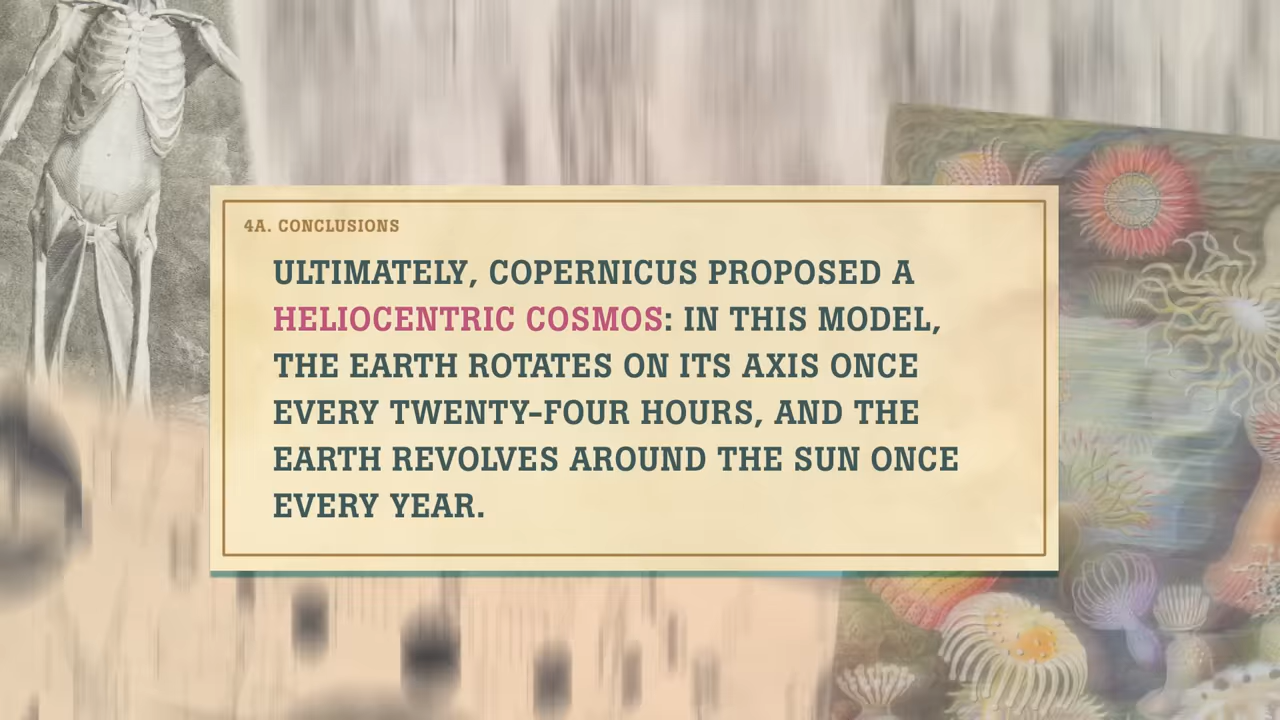 4A. CONCLUSIONS
ULTIMATELY, COPERNICUS PROPOSED A
HELIOCENTRIC COSMOS: IN THIS MODEL,
THE EARTH ROTATES ON ITS AXIS ONCE
EVERY TWENTY-FOUR HOURS, AND THE
EARTH REVOLVES AROUND THE SUN ONCE
EVERY YEAR.